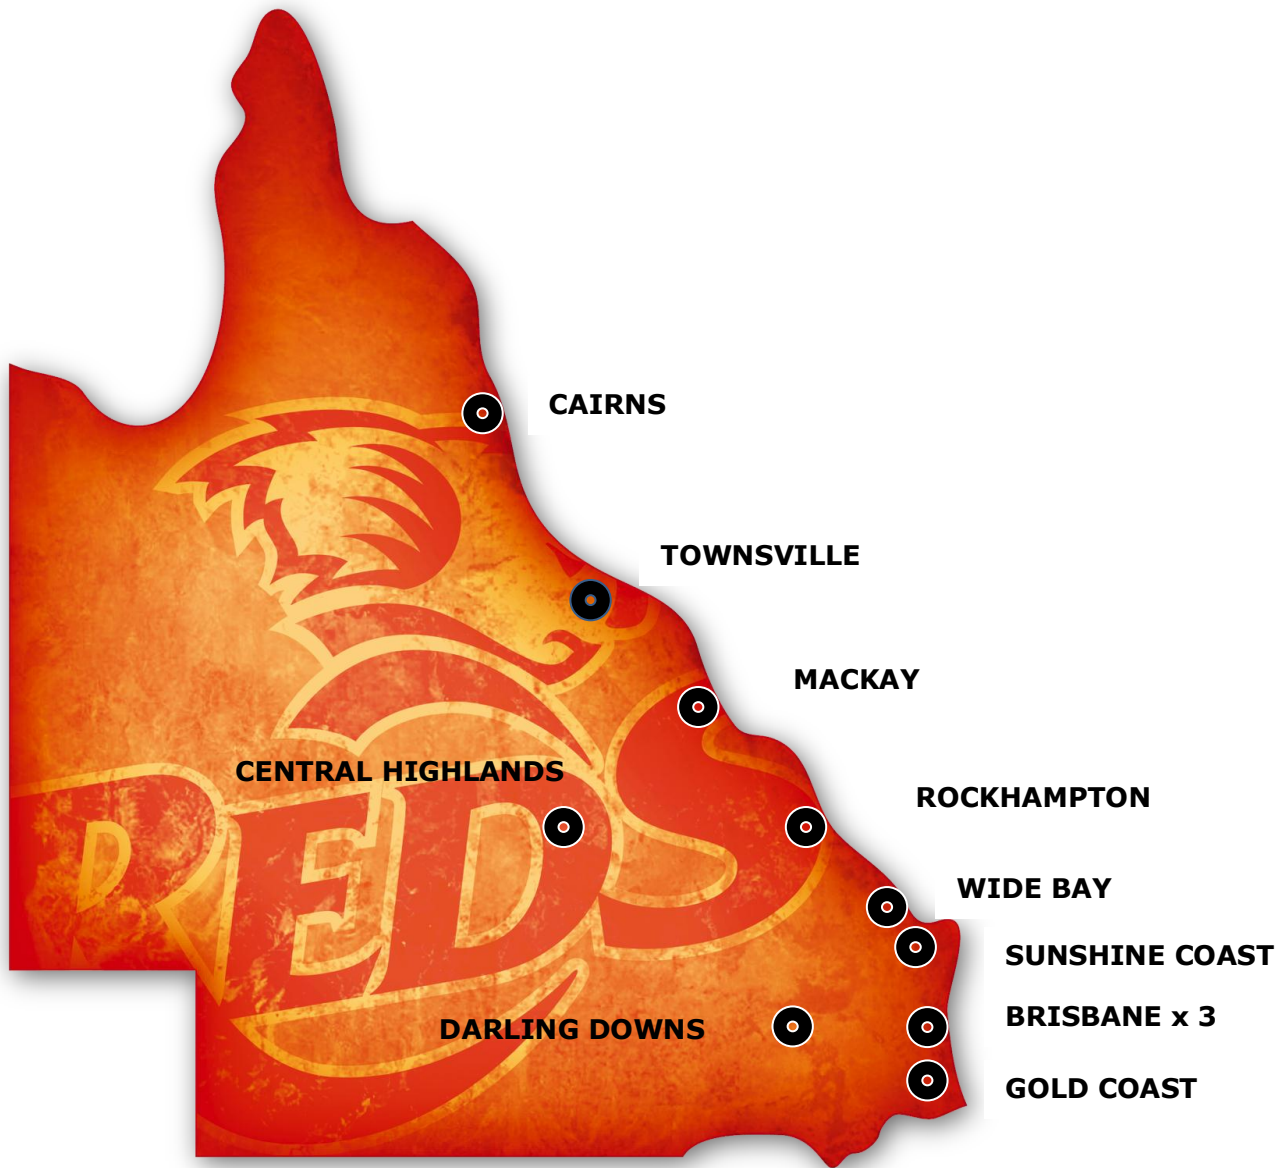 CAIRNS
TOWNSVILLE
MACKAY
CENTRAL HIGHLANDS
ROCKHAMPTON
REDS
WIDE BAY
SUNSHINE COAST
BRISBANE x 3
DARLING DOWNS
GOLD COAST